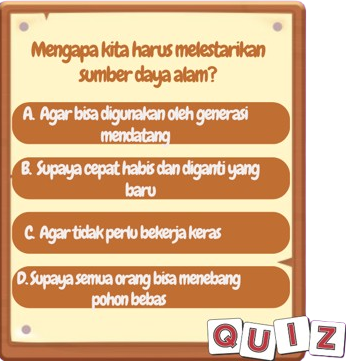 Mengapa kita harus melestarikan
sumber daya alam?
A. Agar bisa digunakan oleh generasi
mendatang
B. Supaya cepat habis dan diganti yang
baru
C. Agar tidak perlu bekerja keras
D. Supaya semua orang bisa menebang
pohon bebas
QUIZ